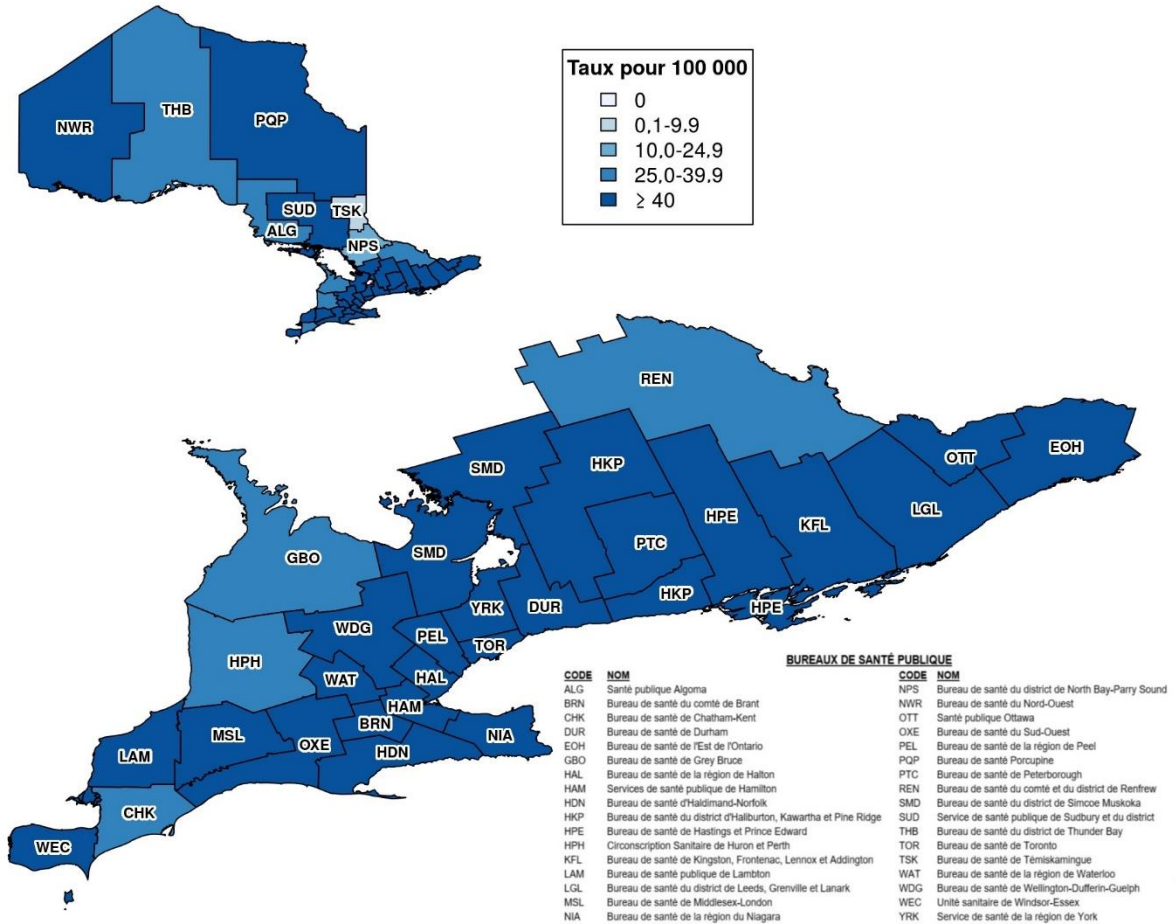 Taux pour 100 000
0
0,1-9,9
10,0-24,9
25,0-39,9
≥ 40
NWR
THB
PQP
SUD
TSK
ALG
NPS
REN
SMD
HKP
OTT
EOH
HPE
KFL
LGL
GBO
SMD
PTC
HKP
HPE
YRK
DUR
WDG
PEL
TOR
HPH
WAT
HAL
HAM
BRN
MSL
OXE
HDN
NIA
LAM
CHK
WEC
BUREAUX DE SANTÉ PUBLIQUE
CODE NOM
ALG Santé publique Algoma
BRN Bureau de santé du comté de Brant
CHK Bureau de santé de Chatham-Kent
DUR Bureau de santé de Durham
EOH Bureau de santé de l'Est de l'Ontario
GBO Bureau de santé de Grey Bruce
HAL Bureau de santé de la région de Halton
HAM Services de santé publique de Hamilton
HDN Bureau de santé d'Haldimand-Norfolk
HKP Bureau de santé du district d'Haliburton, Kawartha et Pine Ridge
HPE Bureau de santé de Hastings et Prince Edward
HPH Circonscription Sanitaire de Huron et Perth
KFL Bureau de santé de Kingston, Frontenac, Lennox et Addington
LAM Bureau de santé publique de Lambton
LGL Bureau de santé du district de Leeds, Grenville et Lanark
MSL Bureau de santé de Middlesex-London
NIA Bureau de santé de la région du Niagara
CODE NOM
NPS Bureau de santé du district de North Bay-Parry Sound
NWR Bureau de santé du Nord-Ouest
OTT Santé publique Ottawa
OXE Bureau de santé du Sud-Ouest
PEL Bureau de santé de la région de Peel
PQP Bureau de santé Porcupine
PTC Bureau de santé de Peterborough
REN Bureau de santé du comté et du district de Renfrew
SMD Bureau de santé du district de Simcoe Muskoka
SUD Service de santé publique de Sudbury et du district
THB Bureau de santé du district de Thunder Bay
TOR Bureau de santé de Toronto
TSK Bureau de santé de Témiskamingue
WAT Bureau de santé de la région de Waterloo
WDG Bureau de santé de Wellington-Dufferin-Guelph
WEC Unité sanitaire de Windsor-Essex
YRK Service de santé de la région de York